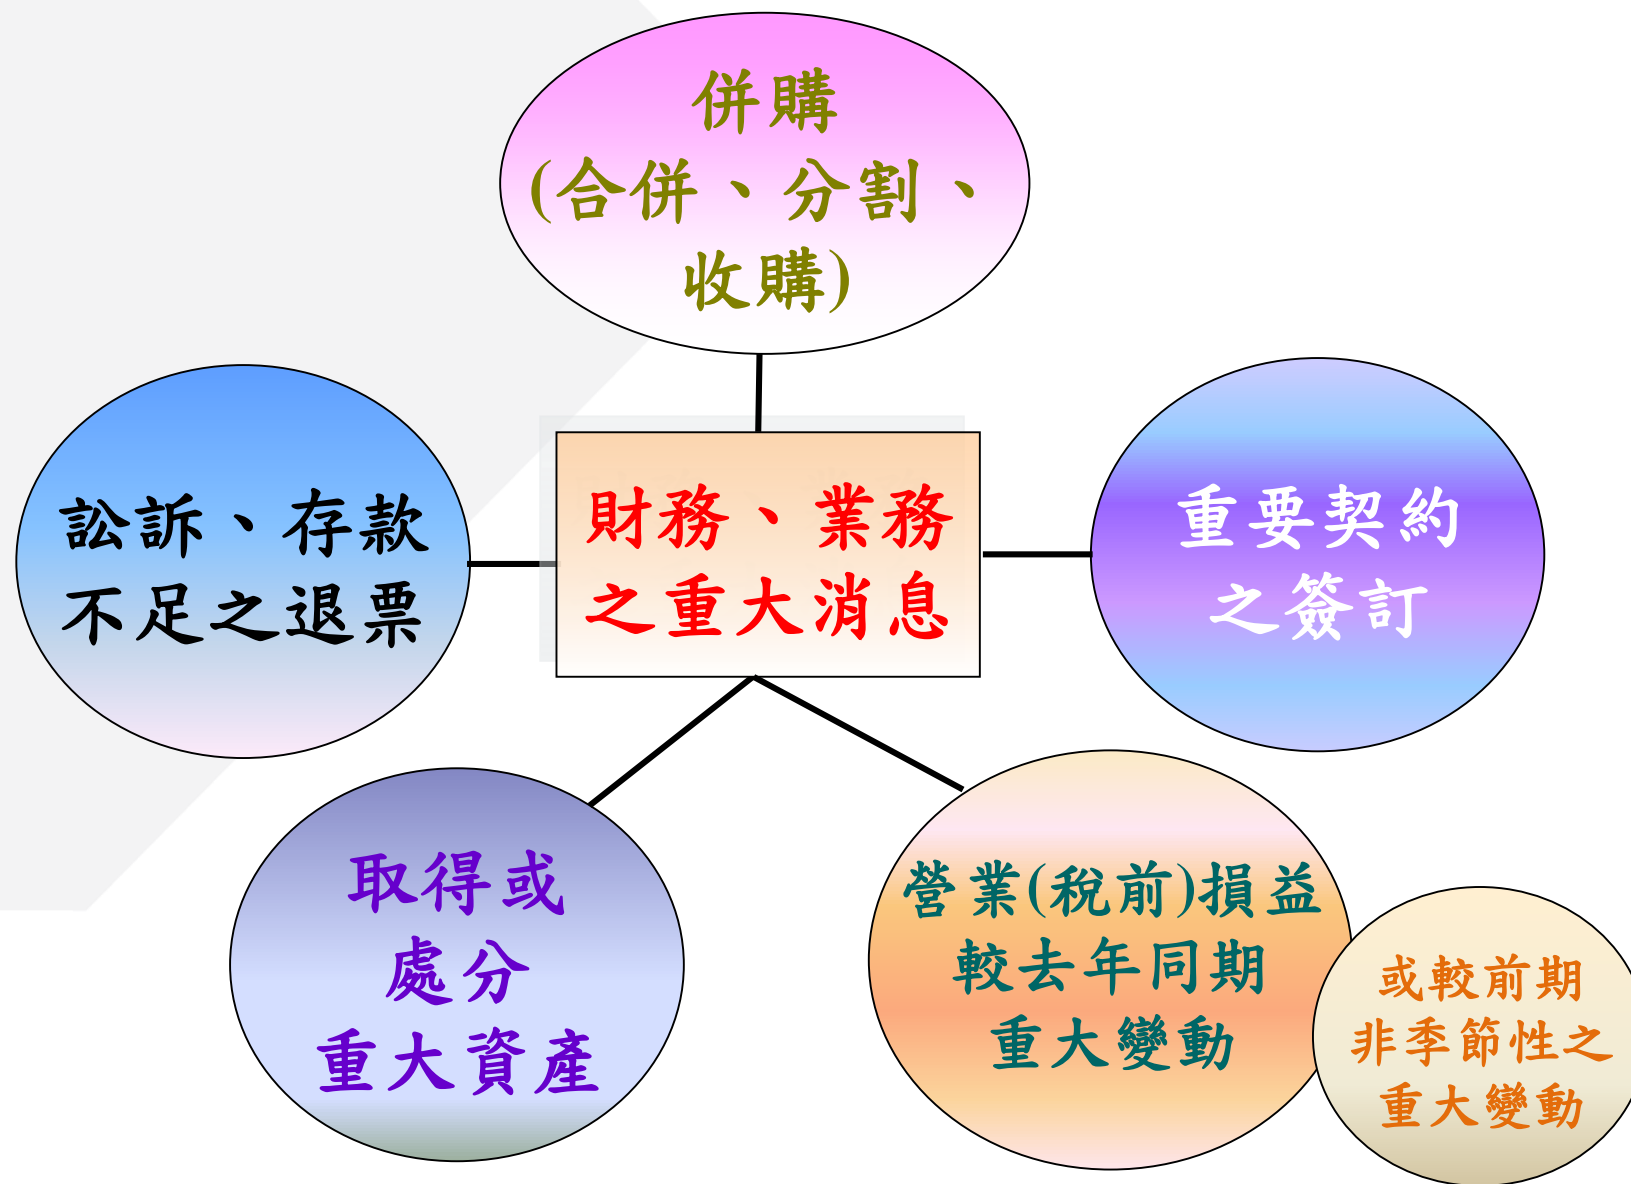 併購
(合併、分割、
收購)
訟訴、存款
不足之退票
財務、業務
之重大消息
重要契約
之簽訂
取得或
處分
重大資產
營業(稅前)損益
較去年同期
重大變動
或較前期
非季節性之
重大變動